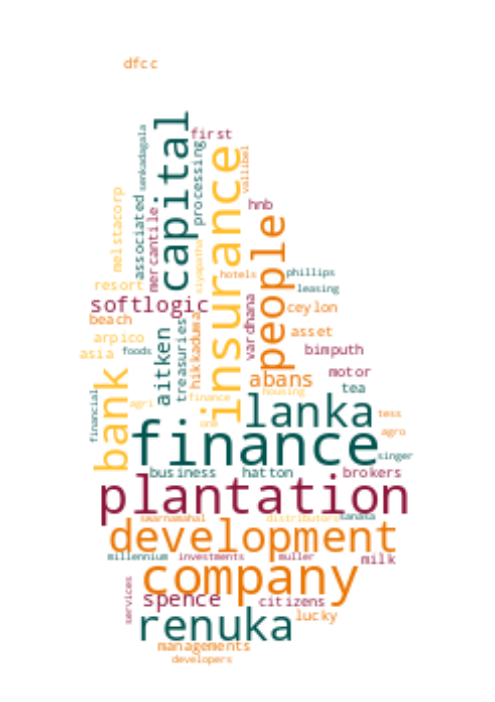 dfcc
capital
first
senkadagala
associated
processing
insurance
vallibel
melstacorp
mercantile
hnb
people
siyapatha
hotels
phillips
resort
leasing
softlogic
vardhana
ceylon
beach
hikkaduwa
treasuries
aitken
asset
arpico
asia
foods
bimputh
bank
abans
motor
tea
financial
agri
finance
housing
lanka
tess
one
finance
agro
singer
business
hatton
brokers
plantation
swarnamahal
distributors
sanasa
development
millennium
investments
muller
milk
company
services
spence
citizens
renuka
lucky
managements
developers